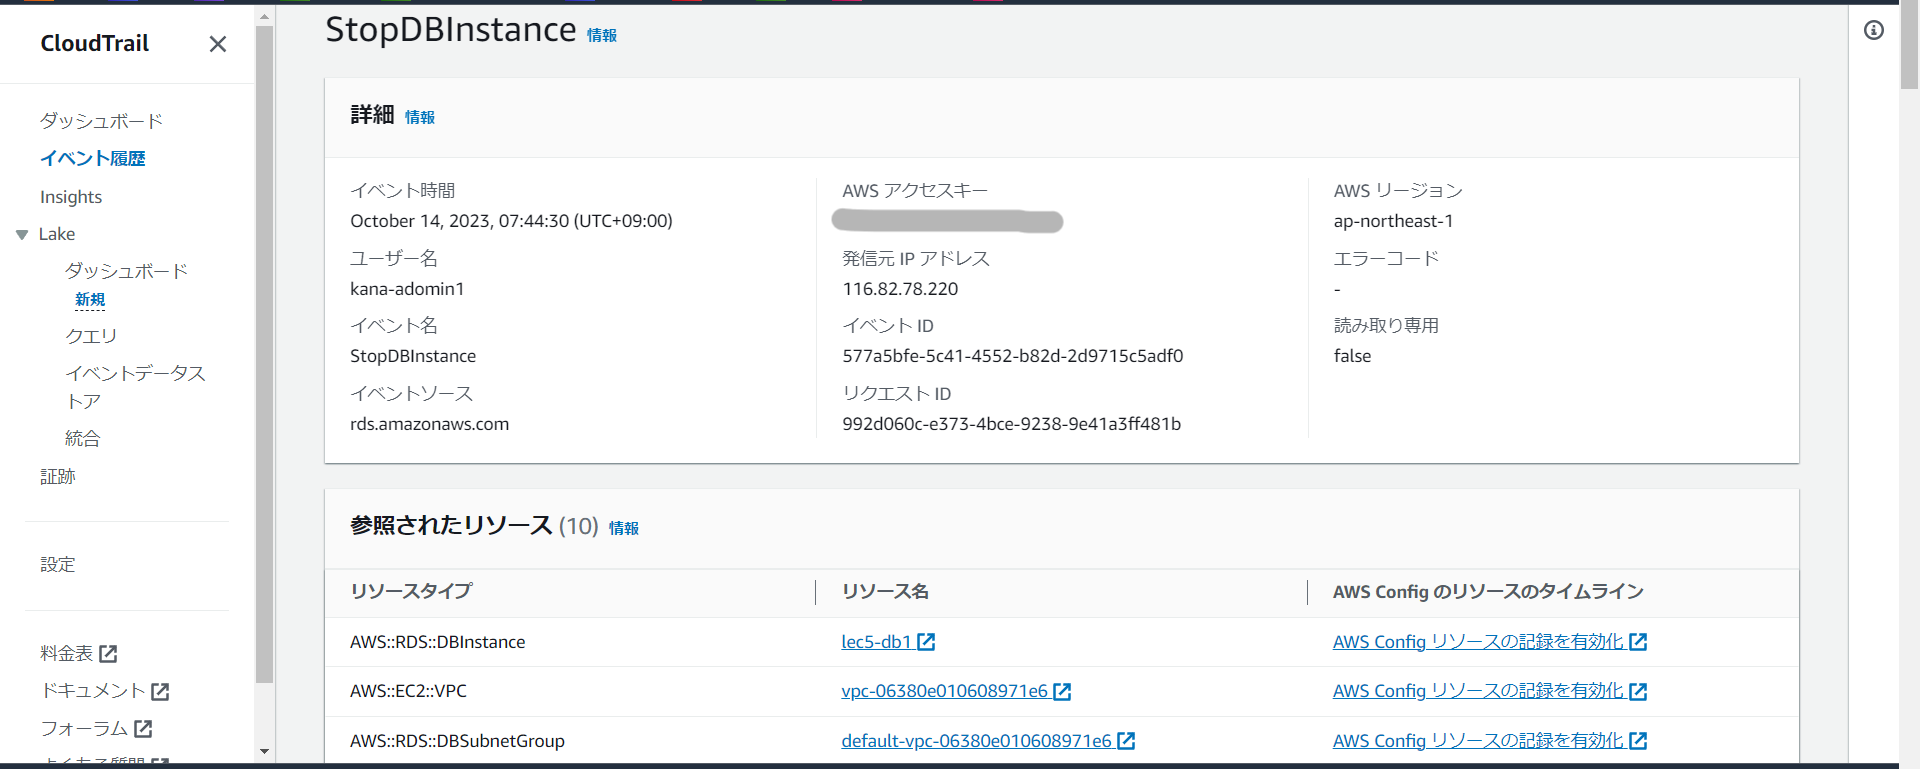 CloudTrail
ダッシュボード
イベント履歴
Insights
Lake
ダッシュボード
新規
クエリ
イベントデータス
トア
統合
証跡
設定
料金表
ドキュメント
フォーラム
よくある質問
StopDBInstance 情報
詳細 情報
イベント時間
October 14, 2023, 07:44:30 (UTC+09:00)
ユーザー名
kana-adomin1
イベント名
StopDBInstance
イベントソース
rds.amazonaws.com
AWS アクセスキー
発信元 IP アドレス
116.82.78.220
イベント ID
577a5bfe-5c41-4552-b82d-2d9715c5adf0
リクエスト ID
992d060c-e373-4bce-9238-9e41a3ff481b
AWS リージョン
ap-northeast-1
エラーコード
-
読み取り専用
false
参照されたリソース (10) 情報
リソースタイプ リソース名 AWS Config のリソースのタイムライン
AWS::RDS::DBInstance lec5-db1 AWS Config リソースの記録を有効化
AWS::EC2::VPC vpc-06380e010608971e6 AWS Config リソースの記録を有効化
AWS::RDS::DBSubnetGroup default-vpc-06380e010608971e6 AWS Config リソースの記録を有効化